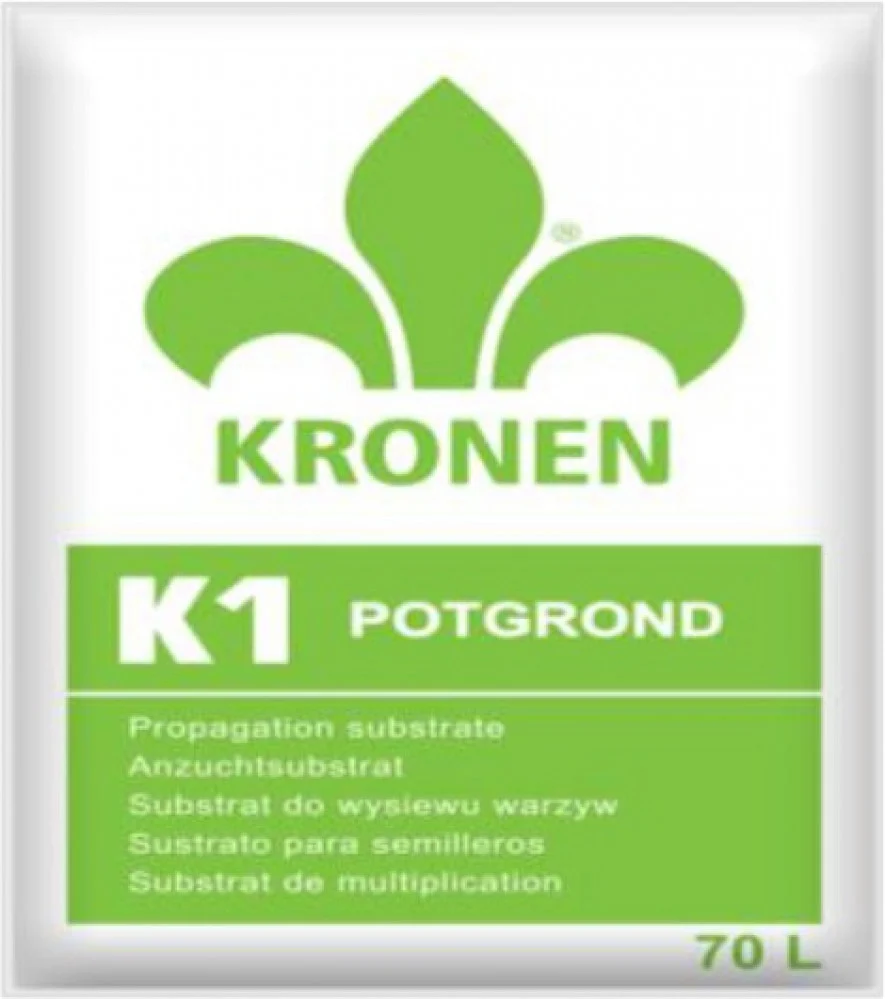 ®
KRONEN
K1 POTGROND
Propagation substrate
Anzuchtsubstrat
Substrat do wysiewu warzyw
Sustrato para semilleros
Substrat de multiplication
70 L